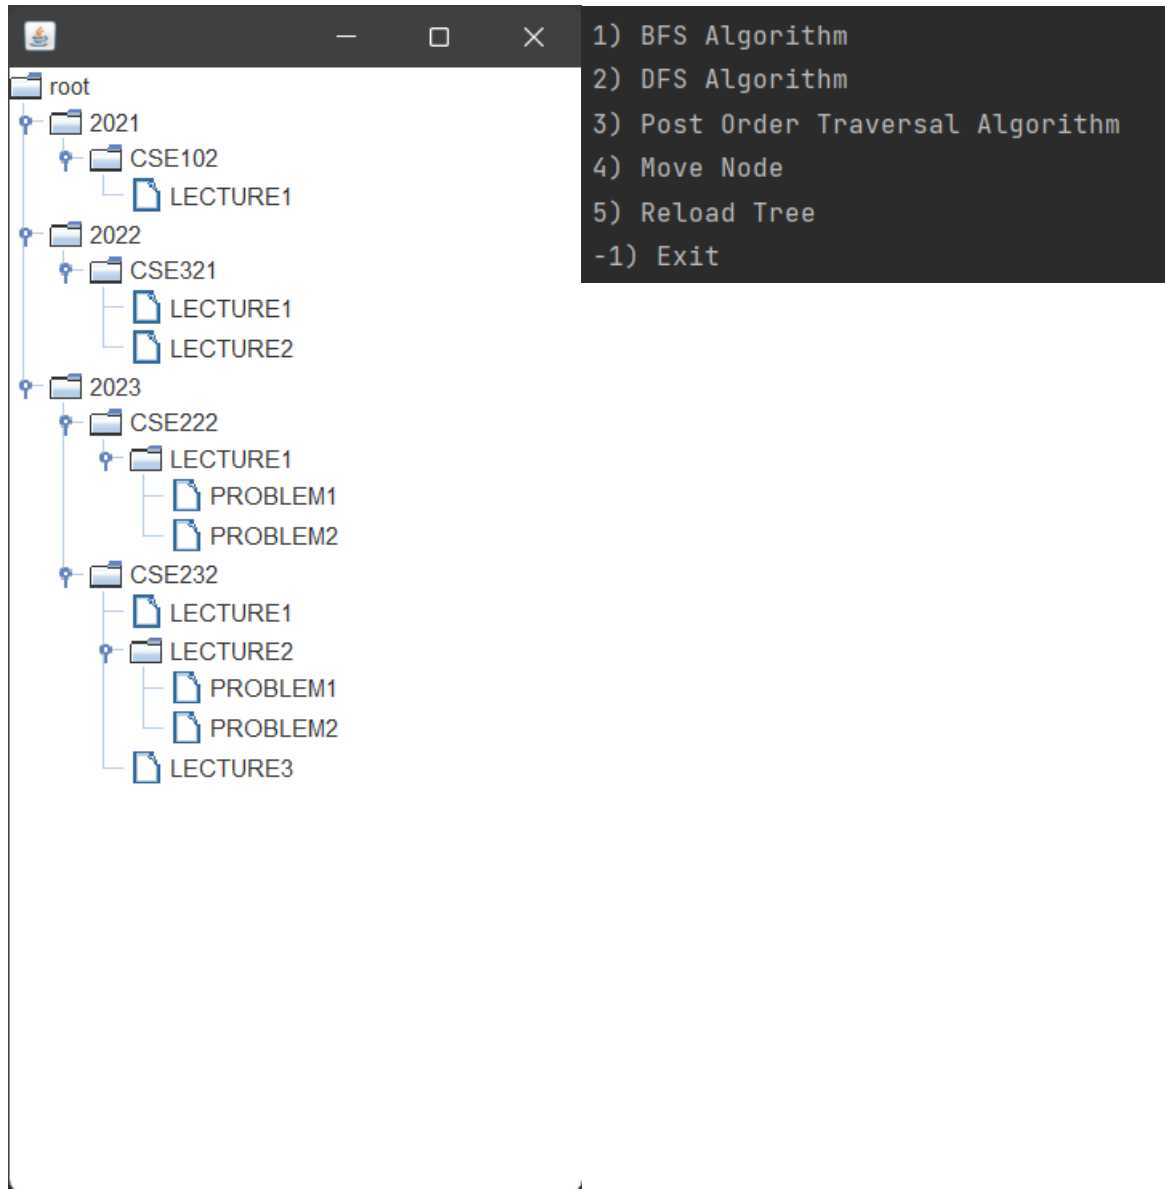 root
2021
CSE102
LECTURE1
2022
CSE321
LECTURE1
LECTURE2
2023
CSE222
LECTURE1
PROBLEM1
PROBLEM2
CSE232
LECTURE1
LECTURE2
PROBLEM1
PROBLEM2
LECTURE3
1) BFS Algorithm
2) DFS Algorithm
3) Post Order Traversal Algorithm
4) Move Node
5) Reload Tree
-1) Exit